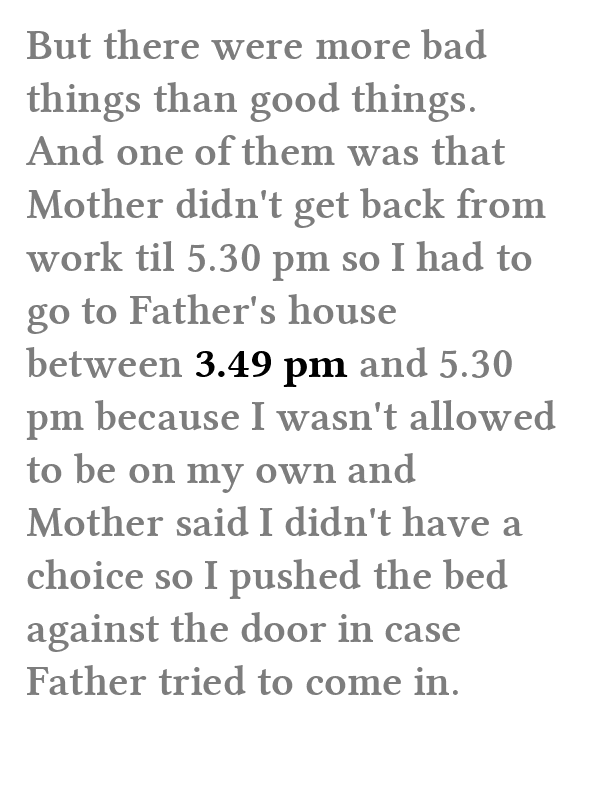 But there were more bad
things than good things.
And one of them was that
Mother didn't get back from
work til 5.30 pm so I had to
go to Father's house
between 3.49 pm and 5.30
pm because I wasn't allowed
to be on my own and
Mother said I didn't have a
choice so I pushed the bed
against the door in case
Father tried to come in.